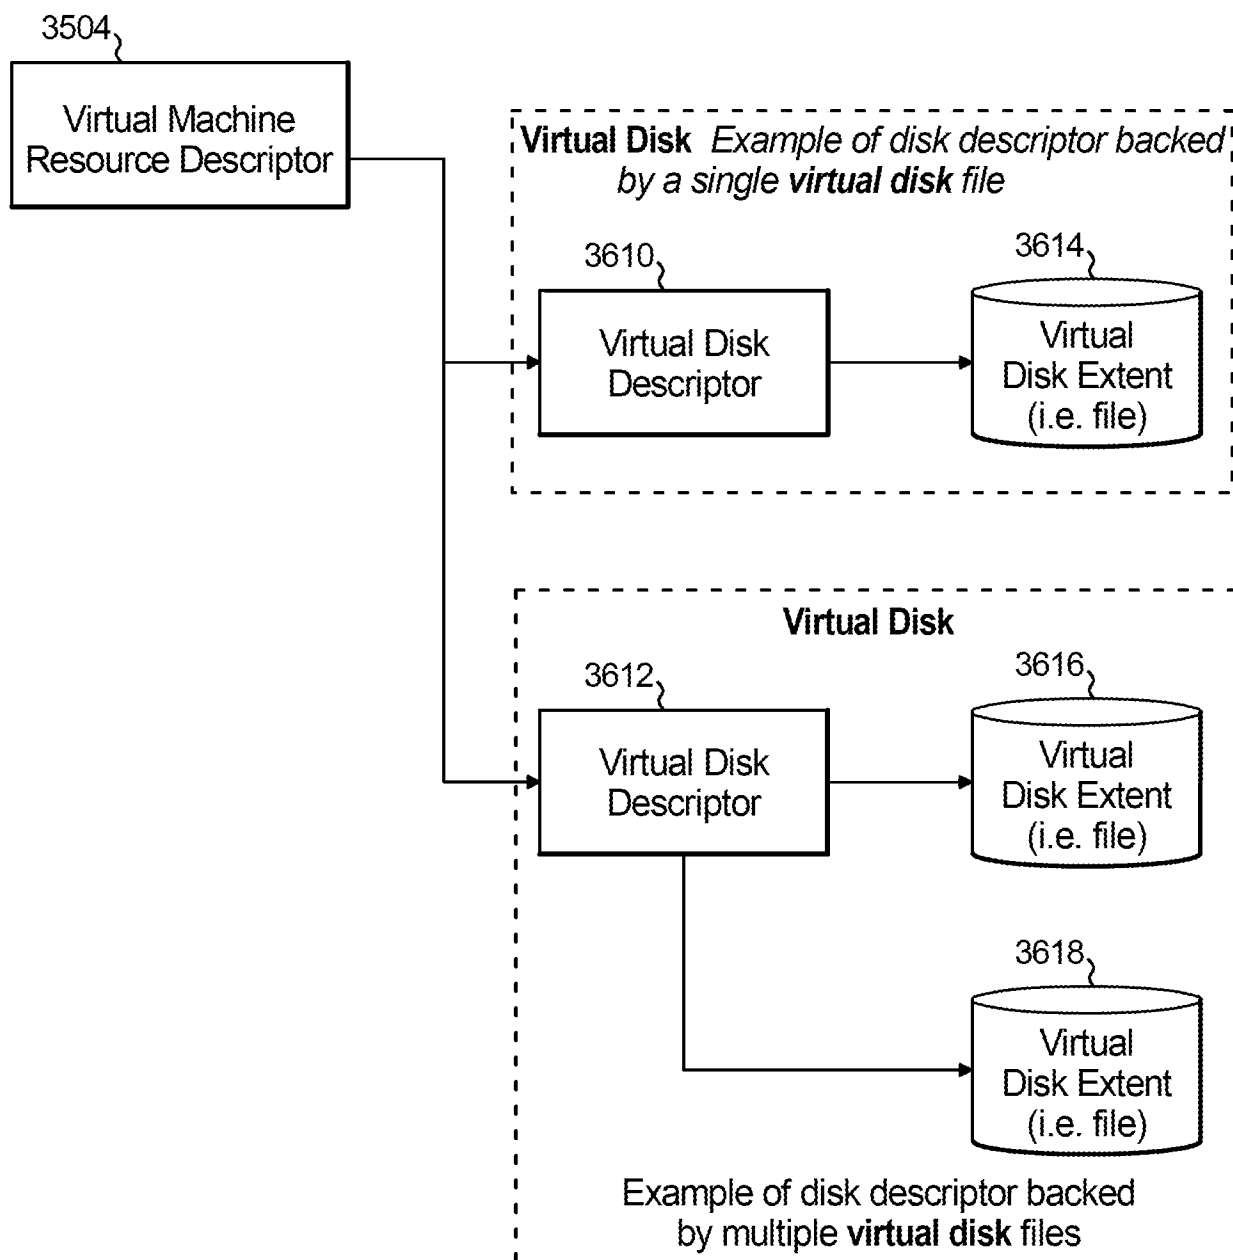 3504
Virtual Machine
Resource Descriptor
Virtual Disk Example of disk descriptor backed
by a single virtual disk file
3610
Virtual Disk
Descriptor
3614
Virtual
Disk Extent
(i.e. file)
Virtual Disk
3612
Virtual Disk
Descriptor
3616
Virtual
Disk Extent
(i.e. file)
3618
Virtual
Disk Extent
(i.e. file)
Example of disk descriptor backed
by multiple virtual disk files